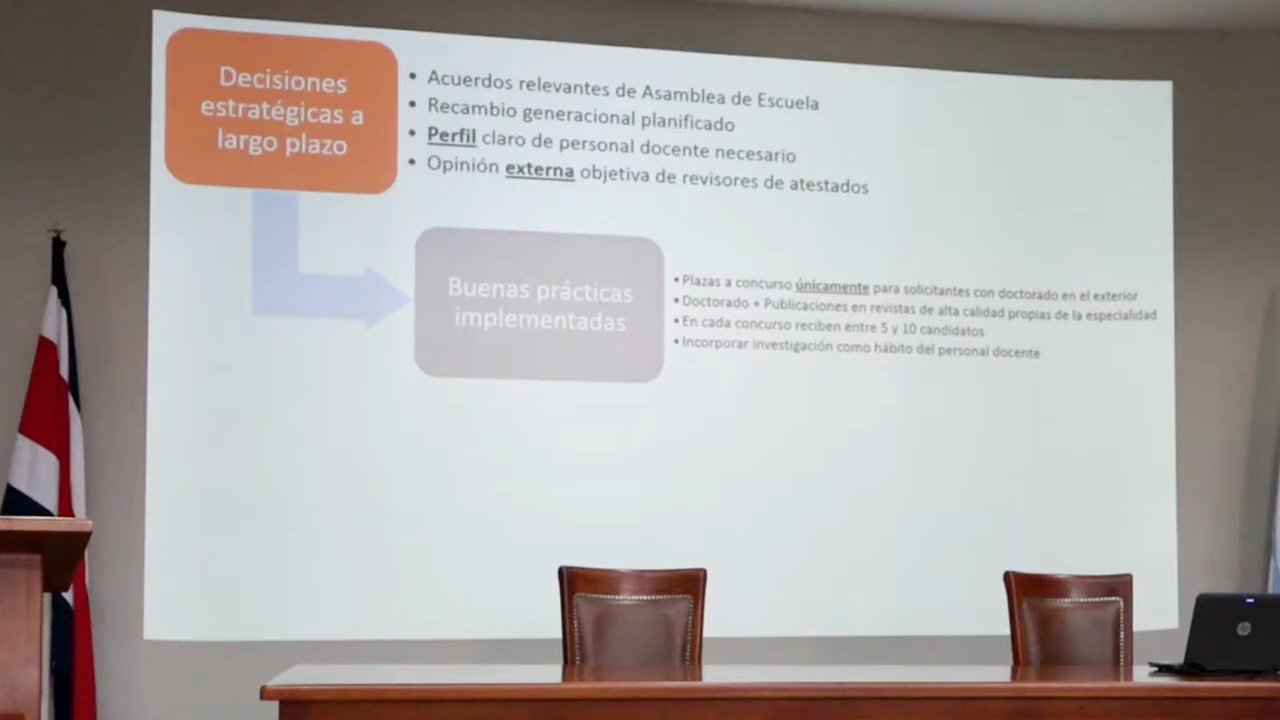 Decisiones
estratégicas a
largo plazo
• Acuerdos relevantes de Asamblea de Escuela
• Recambio generacional planificado
• Perfil claro de personal docente necesario
• Opinión externa objetiva de revisores de atestados
Buenas prácticas
implementadas
• Plazas a concurso únicamente para solicitantes con doctorado en el exterior
• Doctorado + Publicaciones en revistas de alta calidad propias de la especialidad
• En cada concurso reciben entre 5 y 10 candidatos
• Incorporar investigación como hábito del personal docente
hp